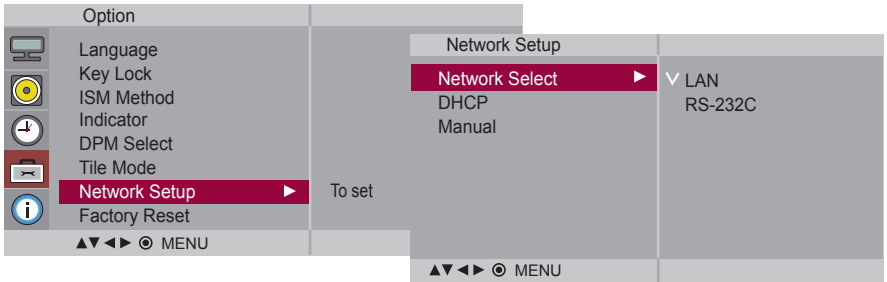 Option
Language
Key Lock
ISM Method
Indicator
DPM Select
Tile Mode
Network Setup ► To set
Factory Reset
▲▼◄► ◉ MENU
Network Setup
Network Select ► ✓ LAN
DHCP RS-232C
Manual
▲▼◄► ◉ MENU